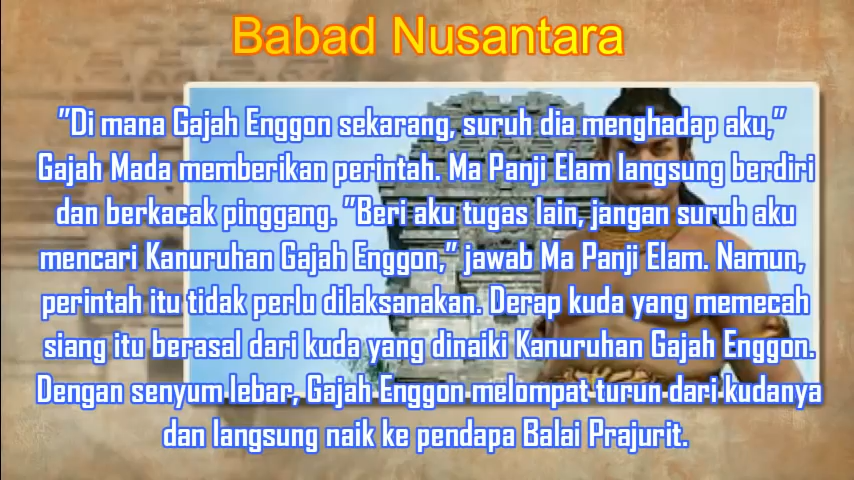 Babad Nusantara
"Di mana Gajah Enggon sekarang, suruh dia menghadap aku,"
Gajah Mada memberikan perintah. Ma Panji Elam langsung berdiri
dan berkacak pinggang. "Beri aku tugas lain, jangan suruh aku
mencari Kanuruhan Gajah Enggon," jawab Ma Panji Elam. Namun,
perintah itu tidak perlu dilaksanakan. Derap kuda yang memecah
siang itu berasal dari kuda yang dinaiki Kanuruhan Gajah Enggon.
Dengan senyum lebar, Gajah Enggon melompat turun dari kudanya
dan langsung naik ke pendapa Balai Prajurit.